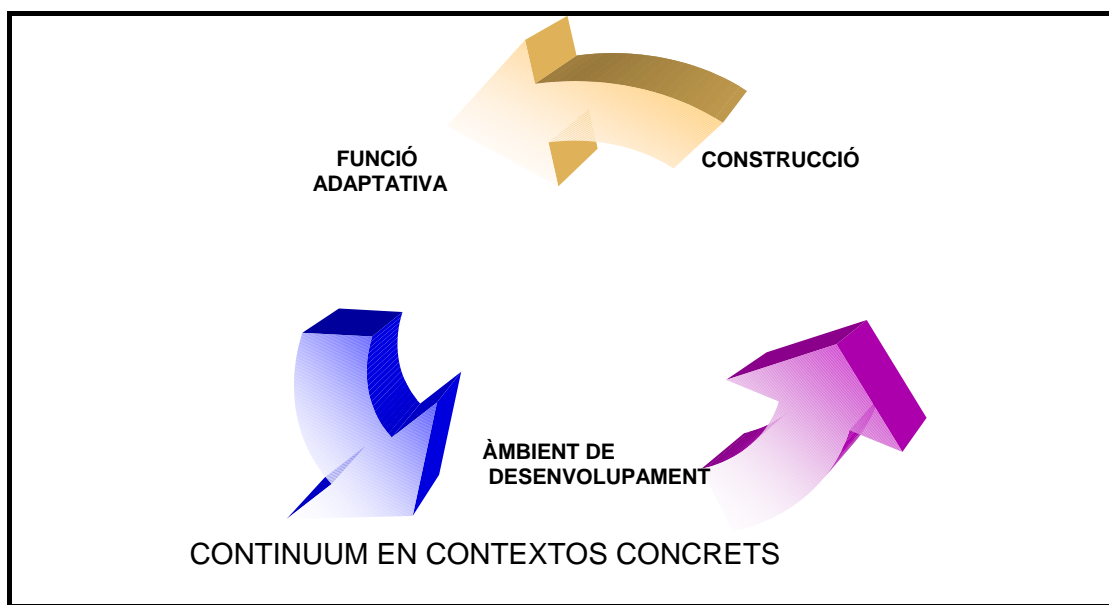 FUNCIÓ
ADAPTATIVA
CONSTRUCCIÓ
ÀMBIENT DE
DESENVOLUPAMENT
CONTINUUM EN CONTEXTOS CONCRETS